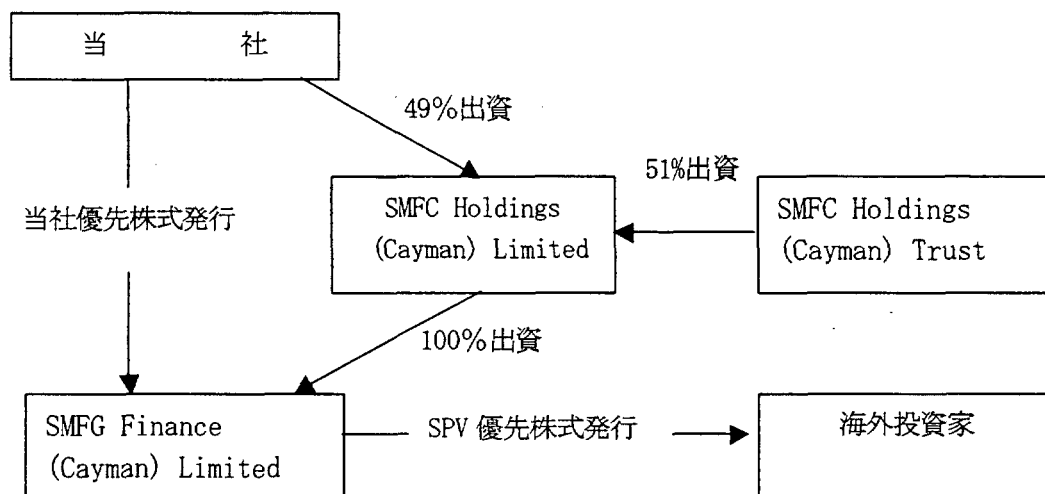 当　　　社
49%出資
51%出資
当社優先株式発行
SMFC Holdings
(Cayman) Limited
SMFC Holdings
(Cayman) Trust
100%出資
SMFG Finance
(Cayman) Limited
SPV 優先株式発行
海外投資家